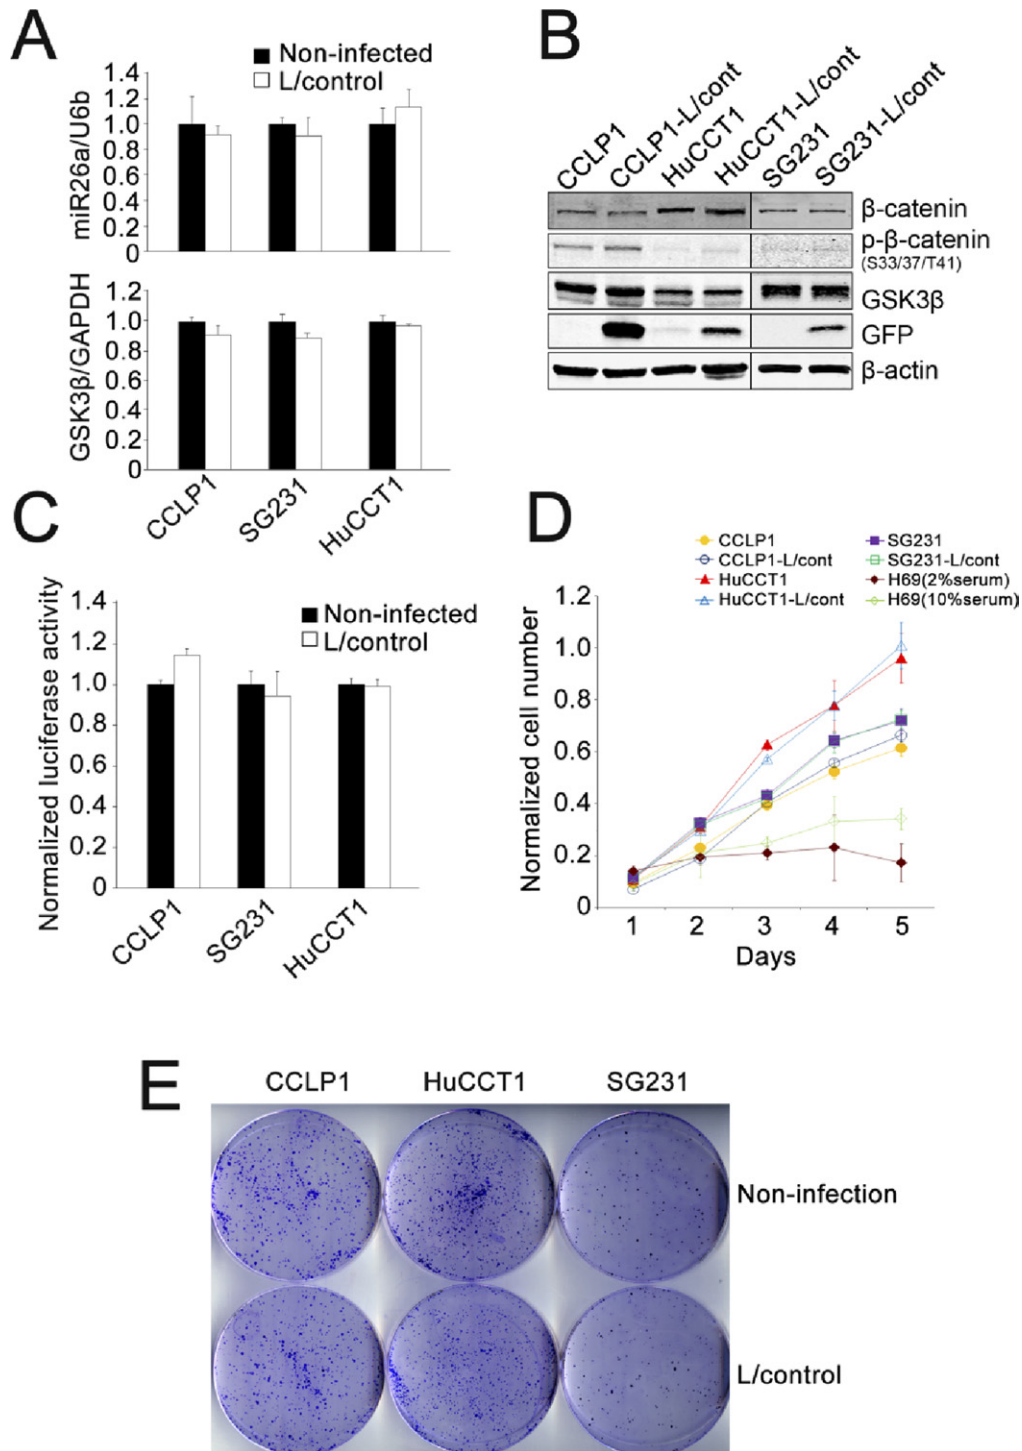 A
Non-infected
L/control
miR26a/U6b
1.4
1.2
1.0
0.8
0.6
0.4
0.2
0
GSK3β/GAPDH
1.2
1.0
0.8
0.6
0.4
0.2
CCLP1
SG231
HuCCT1
B
CCLP1
CCLP1-L/cont
HuCCT1
HuCCT1-L/cont
SG231
SG231-L/cont
β-catenin
p-β-catenin
(S33/37/T41)
GSK3β
GFP
β-actin
C
Normalized luciferase activity
1.4
1.2
1.0
0.8
0.6
0.4
0.2
0
Non-infected
L/control
CCLP1
SG231
HuCCT1
D
CCLP1
CCLP1-L/cont
HuCCT1
HuCCT1-L/cont
SG231
SG231-L/cont
H69(2%serum)
H69(10%serum)
Normalized cell number
1.2
1.0
0.8
0.6
0.4
0.2
0
1 2 3 4 5
Days
E
CCLP1 HuCCT1 SG231
Non-infection
L/control